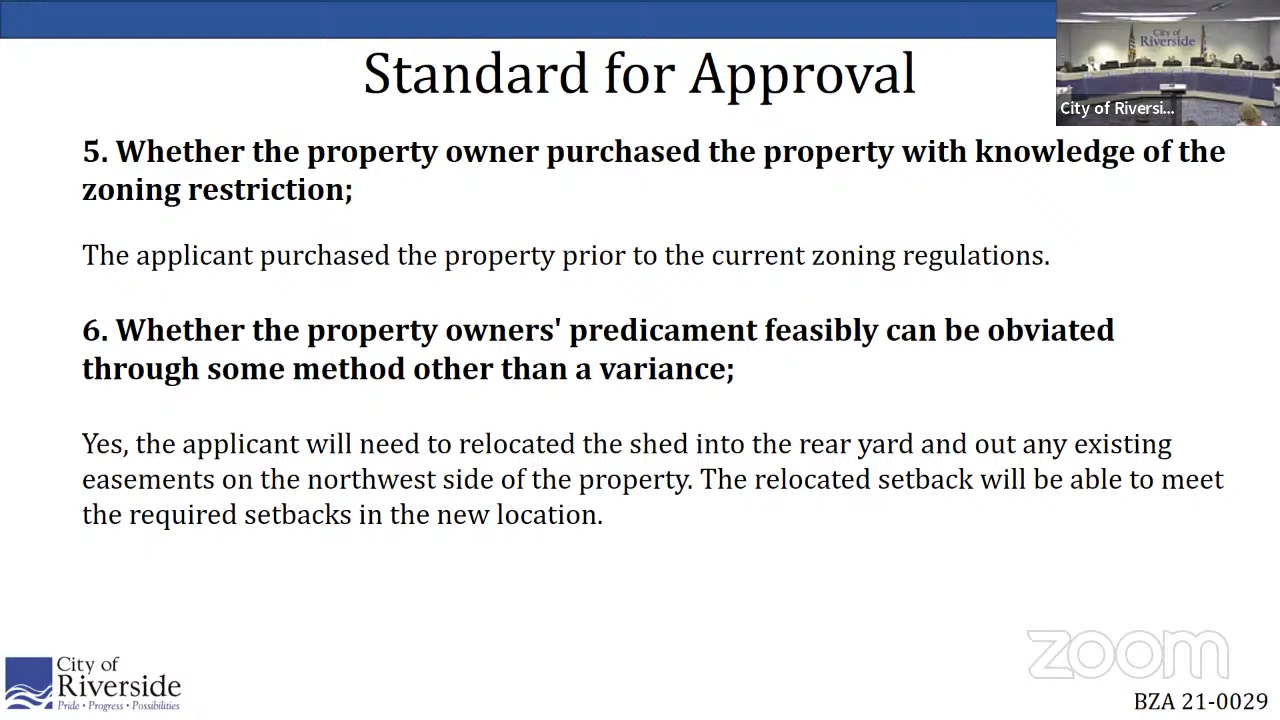 Standard for Approval
City of
Riverside
City of Riversi...
5. Whether the property owner purchased the property with knowledge of the
zoning restriction;
The applicant purchased the property prior to the current zoning regulations.
6. Whether the property owners' predicament feasibly can be obviated
through some method other than a variance;
Yes, the applicant will need to relocated the shed into the rear yard and out any existing
easements on the northwest side of the property. The relocated setback will be able to meet
the required setbacks in the new location.
City of
Riverside
Pride • Progress • Possibilities
zoom
BZA 21-0029